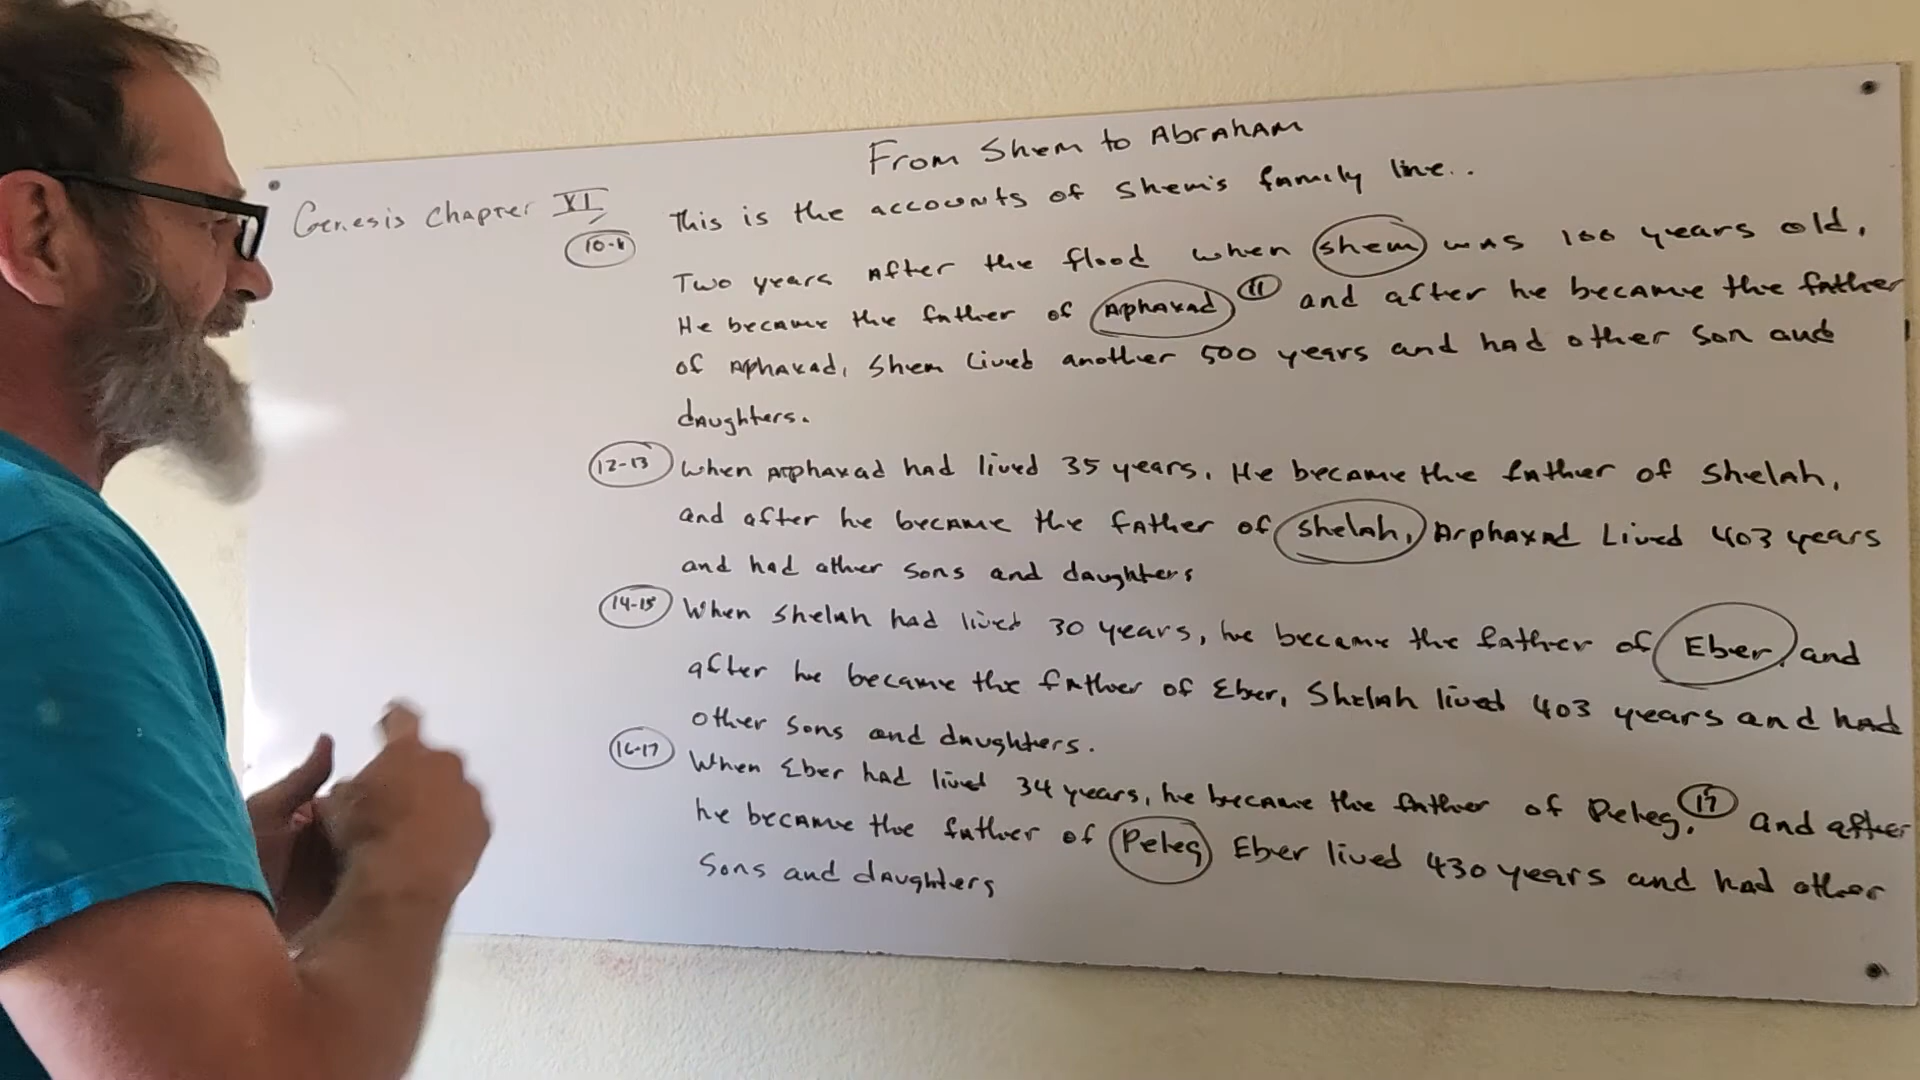 From Shem to Abraham
Genesis Chapter XI
This is the accounts of Shem's family line..
10-11
Two years after the flood when Shem was 100 years old,
He became the father of Aphaxad 11 and after he became the father
of Aphaxad, Shem lived another 500 years and had other son and
daughters.
12-13 When Arphaxad had lived 35 years, He became the father of Shelah,
and after he became the father of Shelah, Arphaxad Lived 403 years
and had other sons and daughters
14-15 When Shelah had lived 30 years, he became the father of Eber, and
after he became the father of Eber, Shelah lived 403 years and had
other sons and daughters.
16-17 When Eber had lived 34 years, he became the father of Peleg, 17 and after
he became the father of Peleg Eber lived 430 years and had other
Sons and daughters